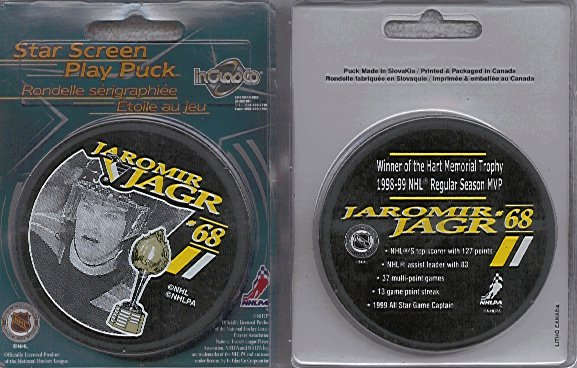 Star Screen
Play Puck
Rondelle sérigraphiée
Étoile au jeu
InGlasCo
JAROMIR
JAGR
#68
©NHL
©NHLPA
NHLPA
©NHL
Officially Licensed Product
of the National Hockey League
Puck Made in SlovaKia / Printed & Packaged in Canada
Rondelle fabriquées en Slovaquie / Imprimée & emballée au Canada
Winner of the Hart Memorial Trophy
1998-99 NHL® Regular Season MVP
JAROMIR
JAGR
#68
• NHL®'S top scorer with 127 points
• NHL® assist leader with 83
• 37 multi-point games
• 13 game point streak
• 1999 All Star Game Captain
LITHO CANADA